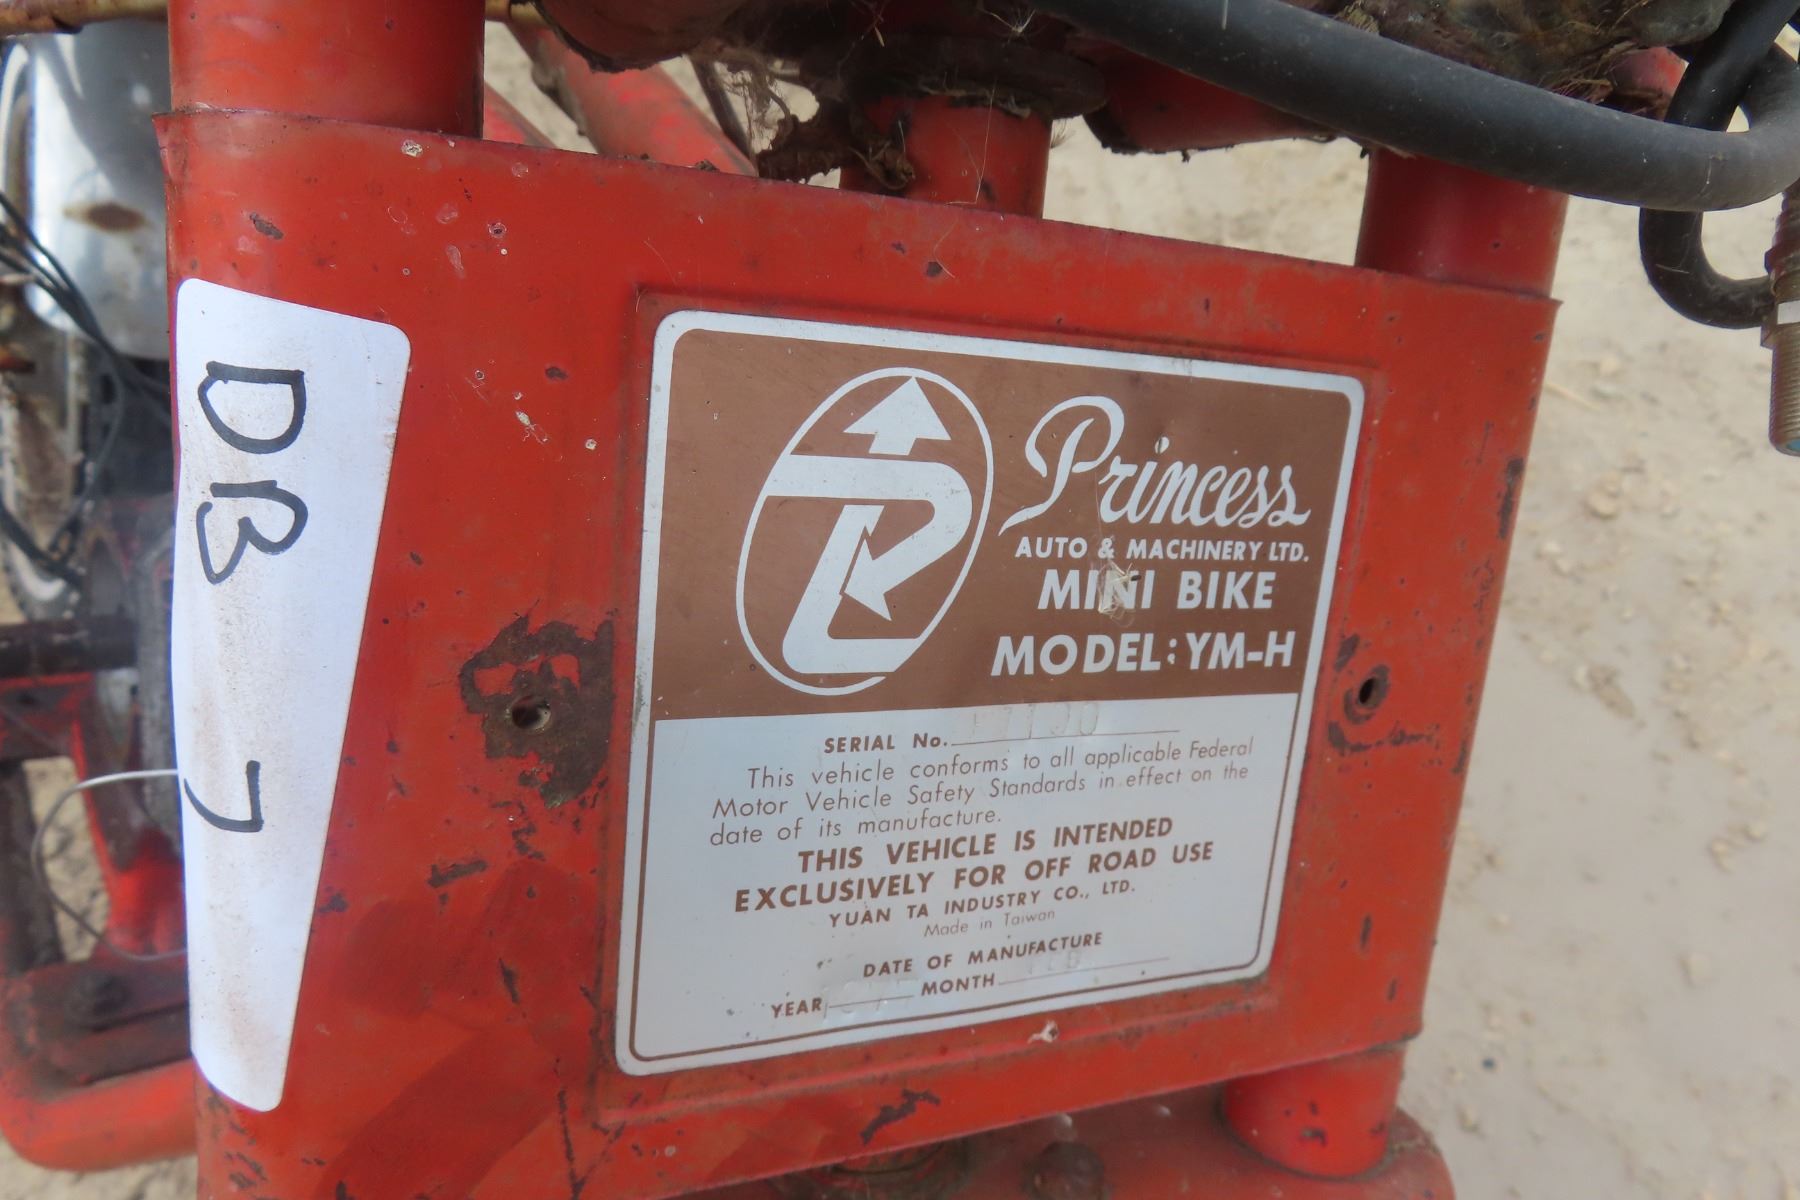 DB 7
Princess
AUTO & MACHINERY LTD.
MINI BIKE
MODEL: YM-H
SERIAL No.
This vehicle conforms to all applicable Federal
Motor Vehicle Safety Standards in effect on the
date of its manufacture.
THIS VEHICLE IS INTENDED
EXCLUSIVELY FOR OFF ROAD USE
YUAN TA INDUSTRY CO., LTD.
Made in Taiwan
DATE OF MANUFACTURE
YEAR MONTH FEB